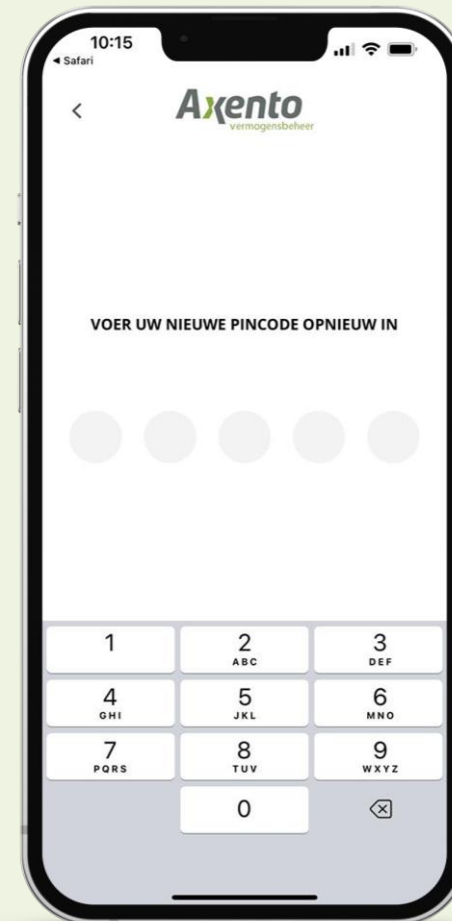 10:15
◀ Safari
Axento
vermogensbeheer
VOER UW NIEUWE PINCODE OPNIEUW IN
1
2
ABC
3
DEF
4
GHI
5
JKL
6
MNO
7
PQRS
8
TUV
9
WXYZ
0